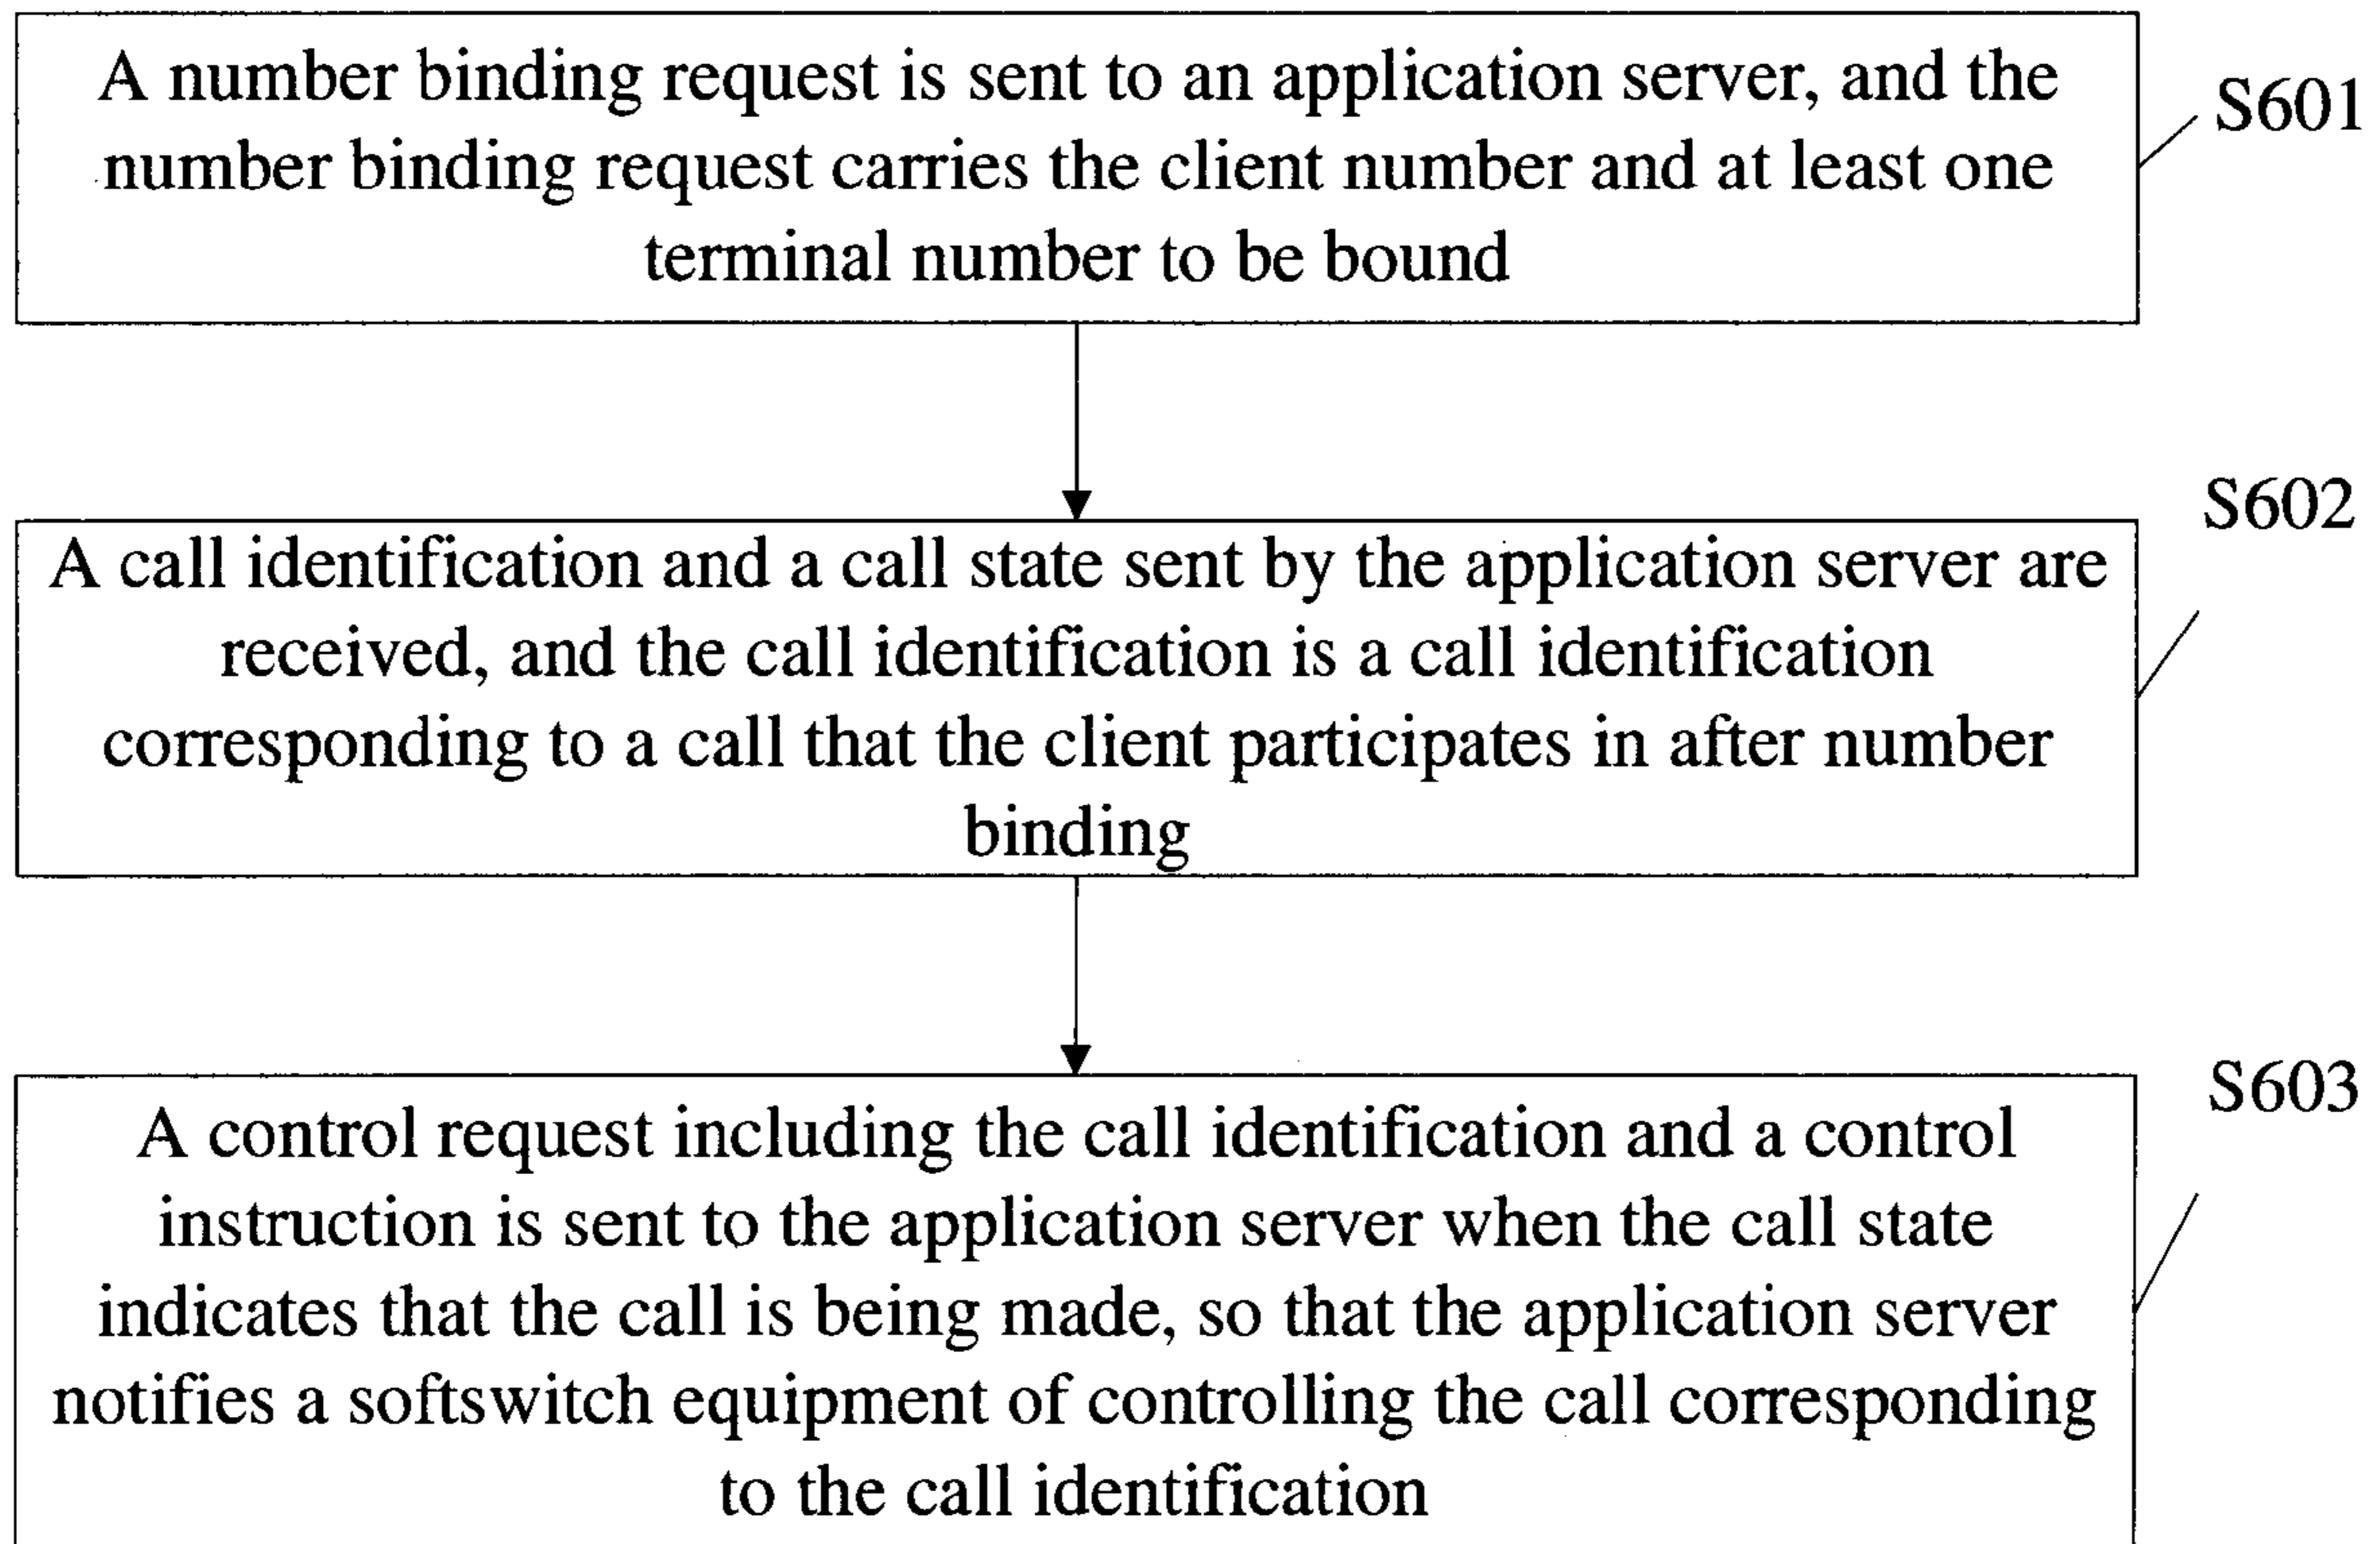 A number binding request is sent to an application server, and the
number binding request carries the client number and at least one
terminal number to be bound
S601
S602
A call identification and a call state sent by the application server are
received, and the call identification is a call identification
corresponding to a call that the client participates in after number
binding
S603
A control request including the call identification and a control
instruction is sent to the application server when the call state
indicates that the call is being made, so that the application server
notifies a softswitch equipment of controlling the call corresponding
to the call identification